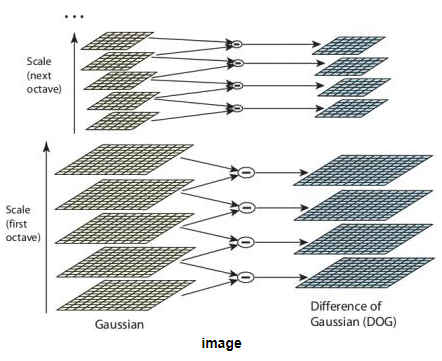 ...
Scale
(next
octave)
Scale
(first
octave)
Gaussian
Difference of
Gaussian (DOG)
image